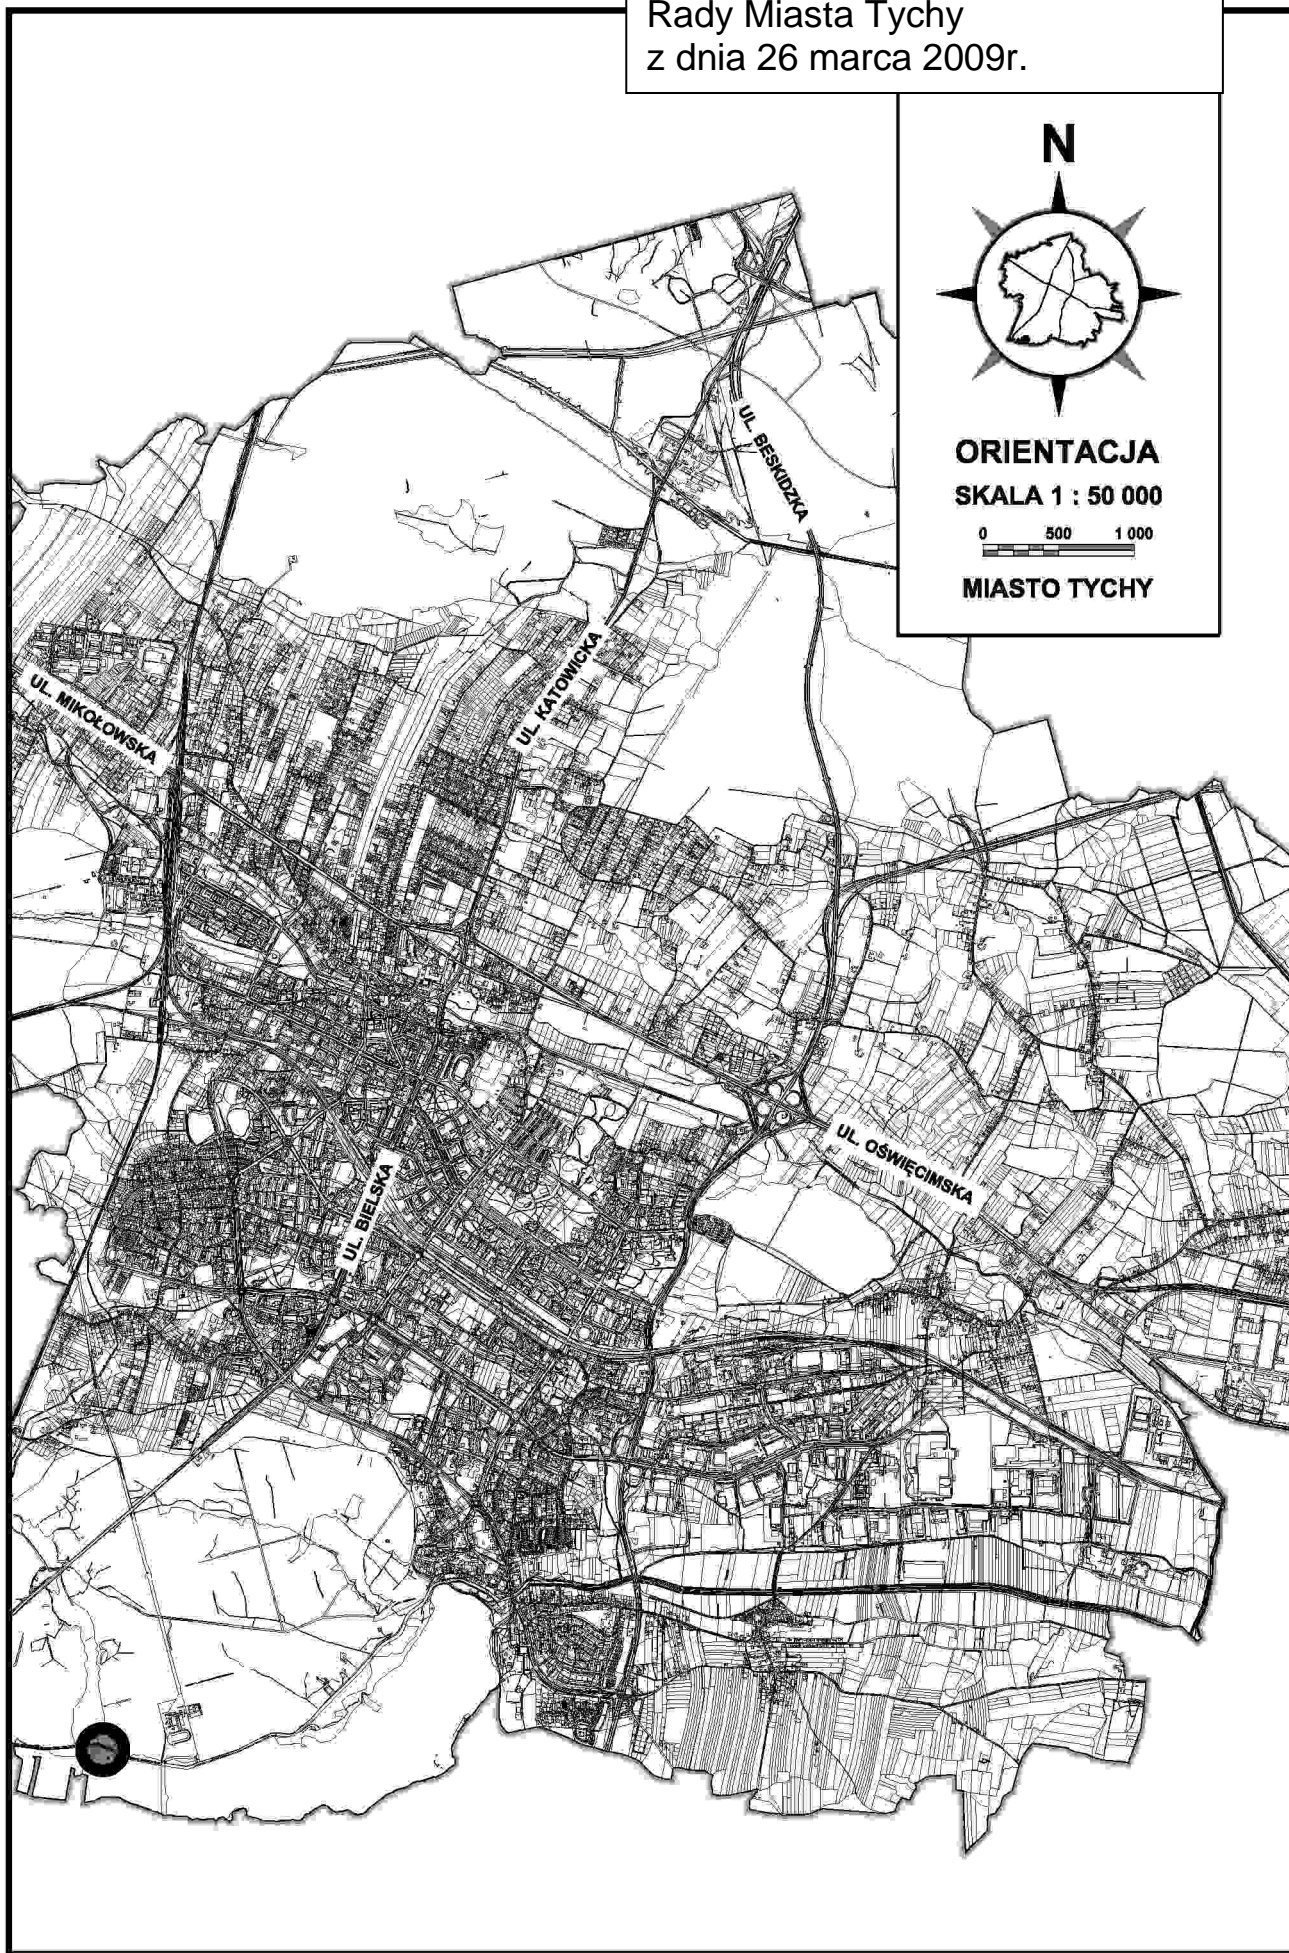 Rady Miasta Tychy
z dnia 26 marca 2009r.
N
ORIENTACJA
SKALA 1 : 50 000
0 500 1 000
MIASTO TYCHY
UL. BESKIDZKA
UL. KATOWICKA
UL. MIKOŁOWSKA
UL. OŚWIĘCIMSKA
UL. BIELSKA